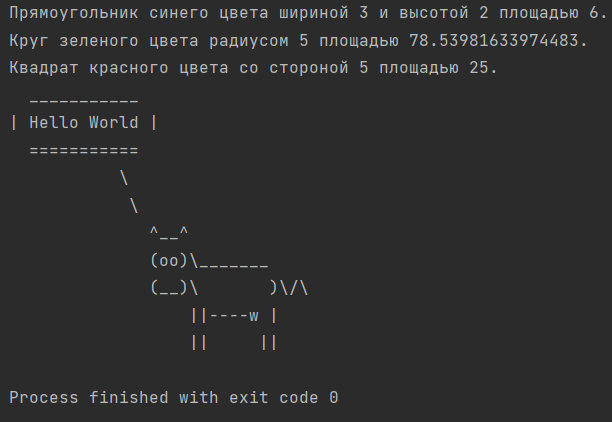 Прямоугольник синего цвета шириной 3 и высотой 2 площадью 6.
Круг зеленого цвета радиусом 5 площадью 78.53981633974483.
Квадрат красного цвета со стороной 5 площадью 25.
  ___________
| Hello World |
  ===========
           \
            \
              ^__^
              (oo)\_______
              (__)\       )\/\
                  ||----w |
                  ||     ||
Process finished with exit code 0